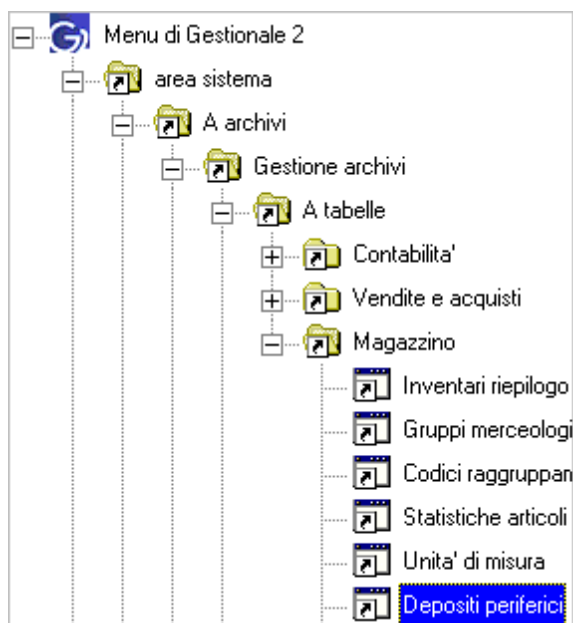 Menu di Gestionale 2
area sistema
A archivi
Gestione archivi
A tabelle
Contabilita'
Vendite e acquisti
Magazzino
Inventari riepilogo
Gruppi merceologi
Codici raggruppan
Statistiche articoli
Unita' di misura
Depositi periferici